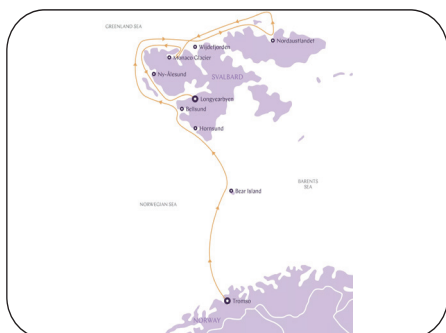 GREENLAND SEA
Nordaustlandet
Wijdefjorden
Monaco Glacier
SVALBARD
Ny-Ålesund
Longyearbyen
Bellsund
Hornsund
BARENTS
SEA
Bear Island
NORWEGIAN SEA
Tromsø
NORWAY